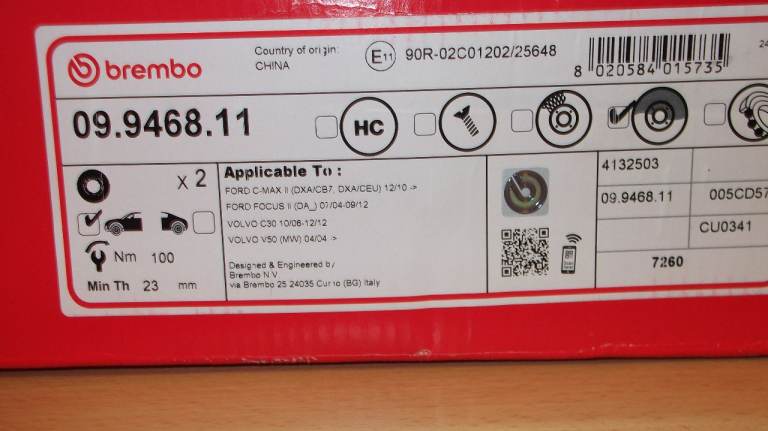 brembo
Country of origin:
CHINA
E11 90R-02C01202/25648
8 020584 015735
24
09.9468.11
HC
x 2
Nm 100
Min Th 23 mm
Applicable To :
FORD C-MAX II (DXA/CB7, DXA/CEU) 12/10 ->
FORD FOCUS II (DA_) 07/04-09/12
VOLVO C30 10/06-12/12
VOLVO V50 (MW) 04/04 ->
Designed & Engineered by
Brembo N.V.
via Brembo 25 24035 Curno (BG) Italy
4132503
09.9468.11 005CD57
CU0341
7260